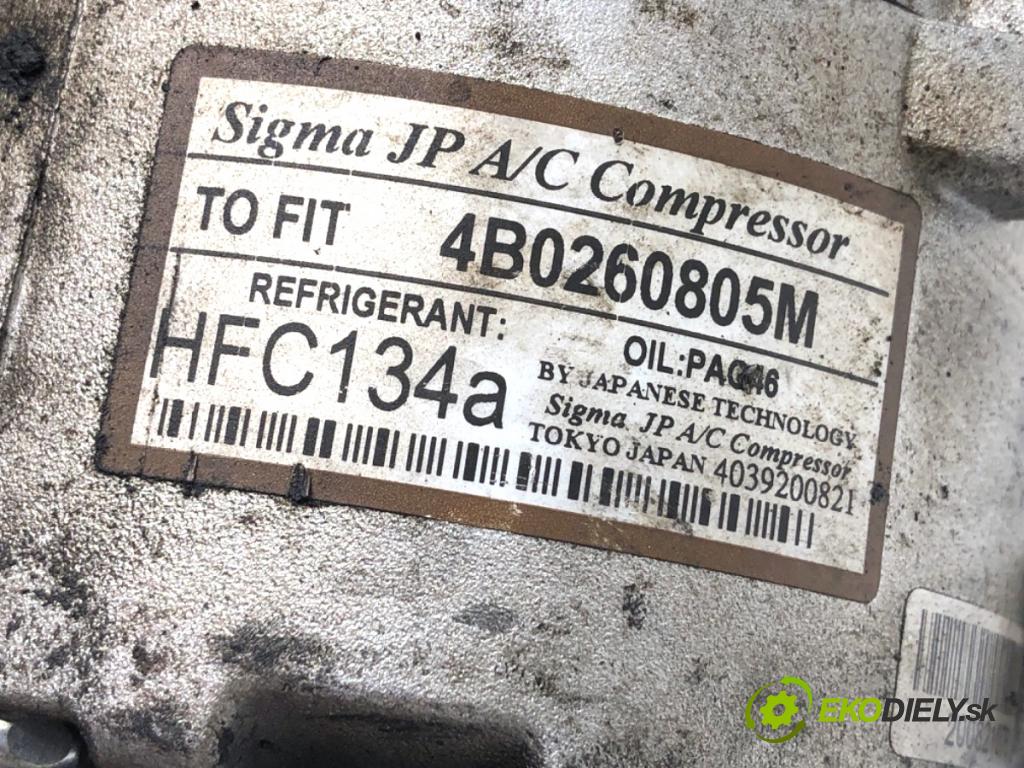 Sigma JP A/C Compressor
TO FIT 4B0260805M
REFRIGERANT:
HFC134a
OIL:PAG46
BY JAPANESE TECHNOLOGY
Sigma JP A/C Compressor
TOKYO JAPAN 4039200821
EKODIELY.sk